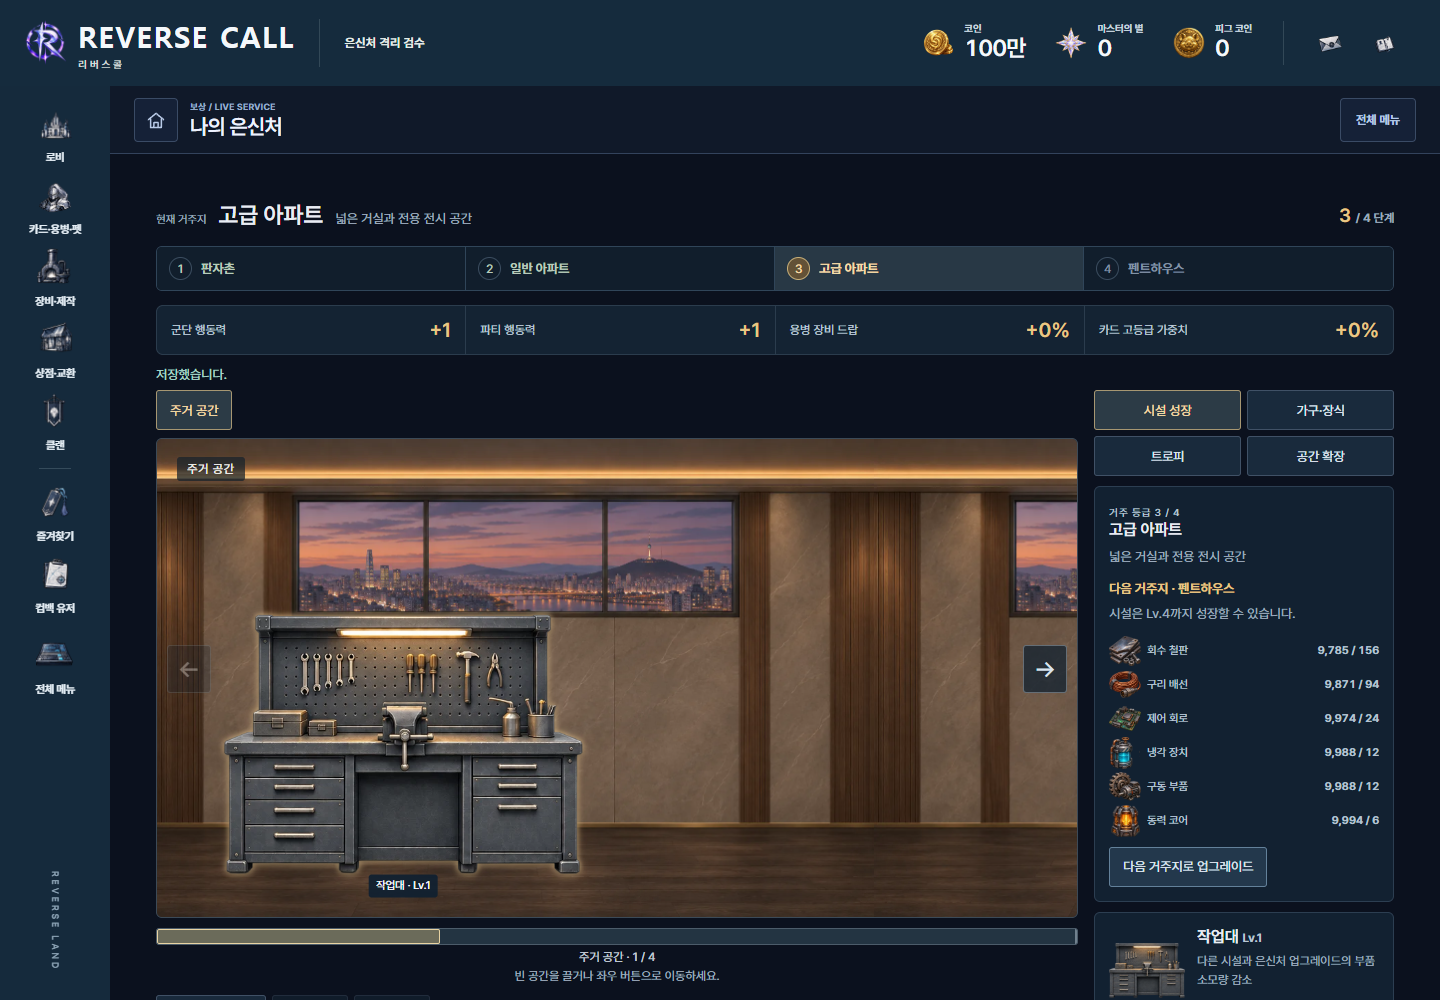 REVERSE CALL
리버스콜
은신처 격리 검수
코인
100만
마스터의 별
0
피그 코인
0
로비
카드·용병·펫
장비·제작
상점·교환
클랜
즐겨찾기
컴백 유저
전체 메뉴
REVERSE LAND
보상 / LIVE SERVICE
나의 은신처
전체 메뉴
현재 거주지 고급 아파트 넓은 거실과 전용 전시 공간
3 / 4 단계
1 판자촌
2 일반 아파트
3 고급 아파트
4 펜트하우스
군단 행동력 +1
파티 행동력 +1
용병 장비 드랍 +0%
카드 고등급 가중치 +0%
저장했습니다.
주거 공간
주거 공간
작업대 · Lv.1
주거 공간 · 1 / 4
빈 공간을 끌거나 좌우 버튼으로 이동하세요.
시설 성장
가구·장식
트로피
공간 확장
거주 등급 3 / 4
고급 아파트
넓은 거실과 전용 전시 공간
다음 거주지 · 펜트하우스
시설은 Lv.4까지 성장할 수 있습니다.
회수 철판 9,785 / 156
구리 배선 9,871 / 94
제어 회로 9,974 / 24
냉각 장치 9,988 / 12
구동 부품 9,988 / 12
동력 코어 9,994 / 6
다음 거주지로 업그레이드
작업대 Lv.1
다른 시설과 은신처 업그레이드의 부품
소모량 감소